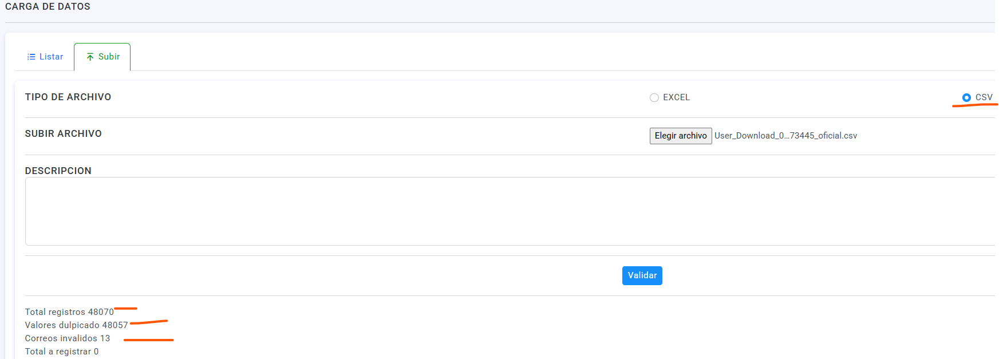 CARGA DE DATOS
Listar
Subir
TIPO DE ARCHIVO
EXCEL
CSV
SUBIR ARCHIVO
Elegir archivo User_Download_0...73445_oficial.csv
DESCRIPCION
Validar
Total registros 48070
Valores dulpicado 48057
Correos invalidos 13
Total a registrar 0